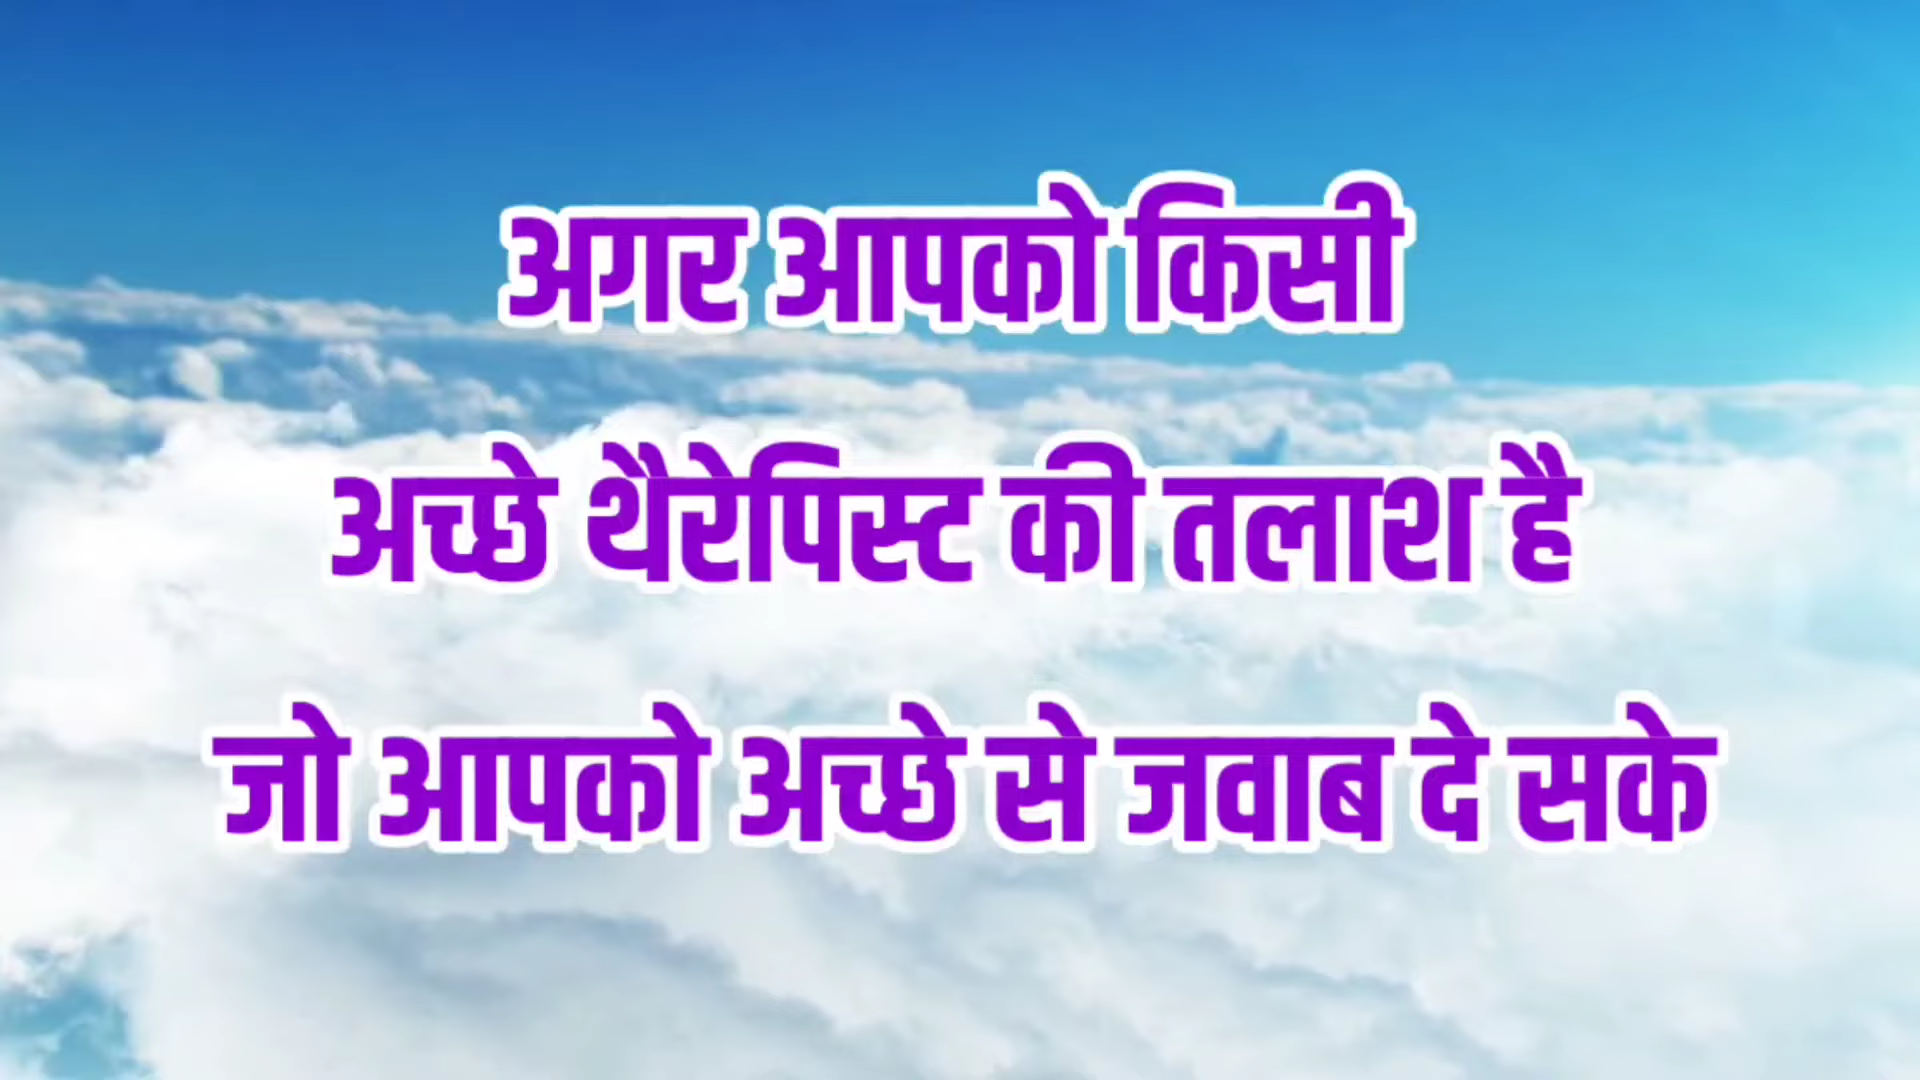 अगर आपको किसी
अच्छे थैरेपिस्ट की तलाश है
जो आपको अच्छे से जवाब दे सके